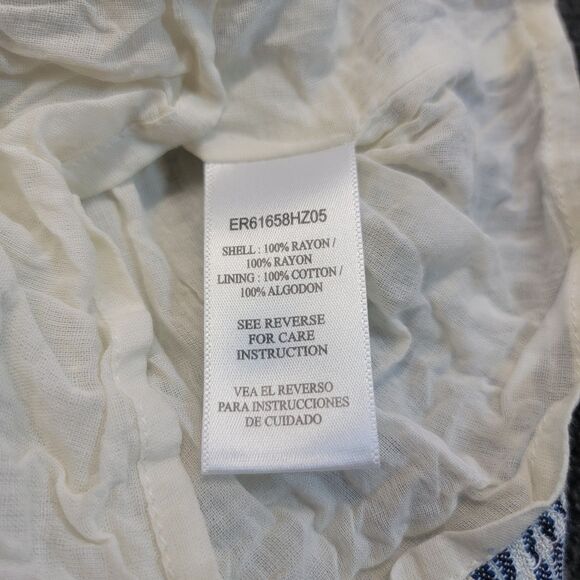 ER61658HZ05
SHELL : 100% RAYON /
100% RAYON
LINING : 100% COTTON /
100% ALGODON
SEE REVERSE
FOR CARE
INSTRUCTION
VEA EL REVERSO
PARA INSTRUCCIONES
DE CUIDADO